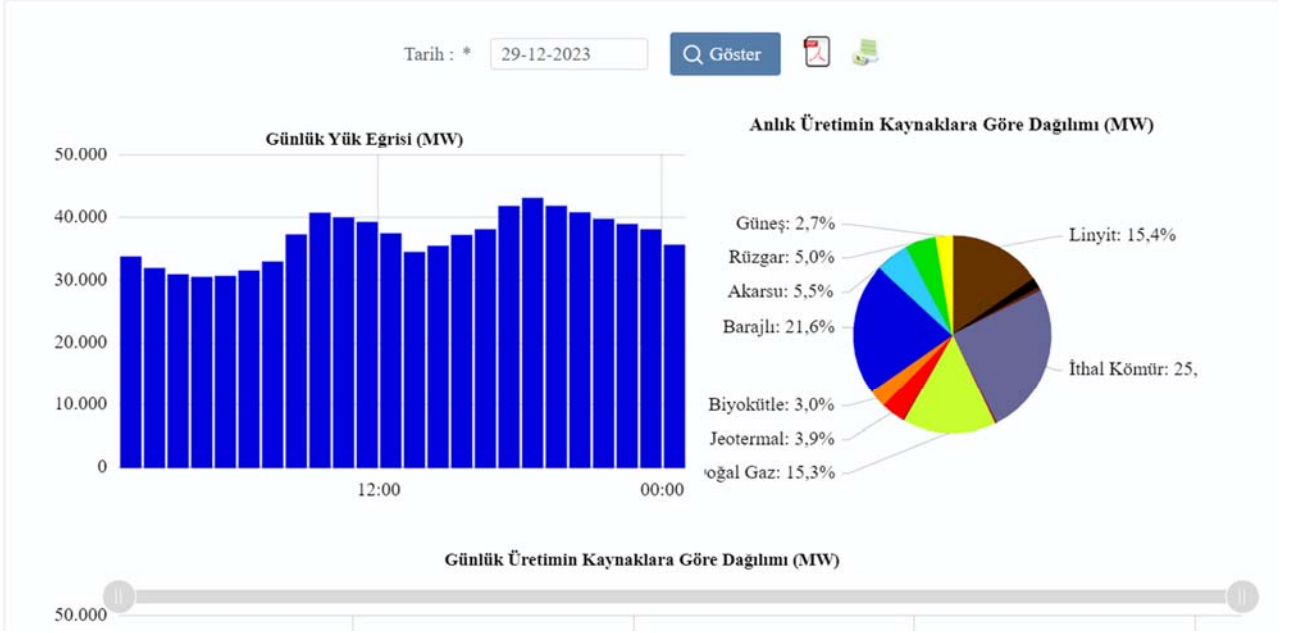 Tarih : * 29-12-2023 Göster
Günlük Yük Eğrisi (MW)
50.000
40.000
30.000
20.000
10.000
0
12:00
00:00
Anlık Üretimin Kaynaklara Göre Dağılımı (MW)
Güneş: 2,7%
Rüzgar: 5,0%
Akarsu: 5,5%
Barajlı: 21,6%
Biyokütle: 3,0%
Jeotermal: 3,9%
oğal Gaz: 15,3%
Linyit: 15,4%
İthal Kömür: 25,
Günlük Üretimin Kaynaklara Göre Dağılımı (MW)
50.000